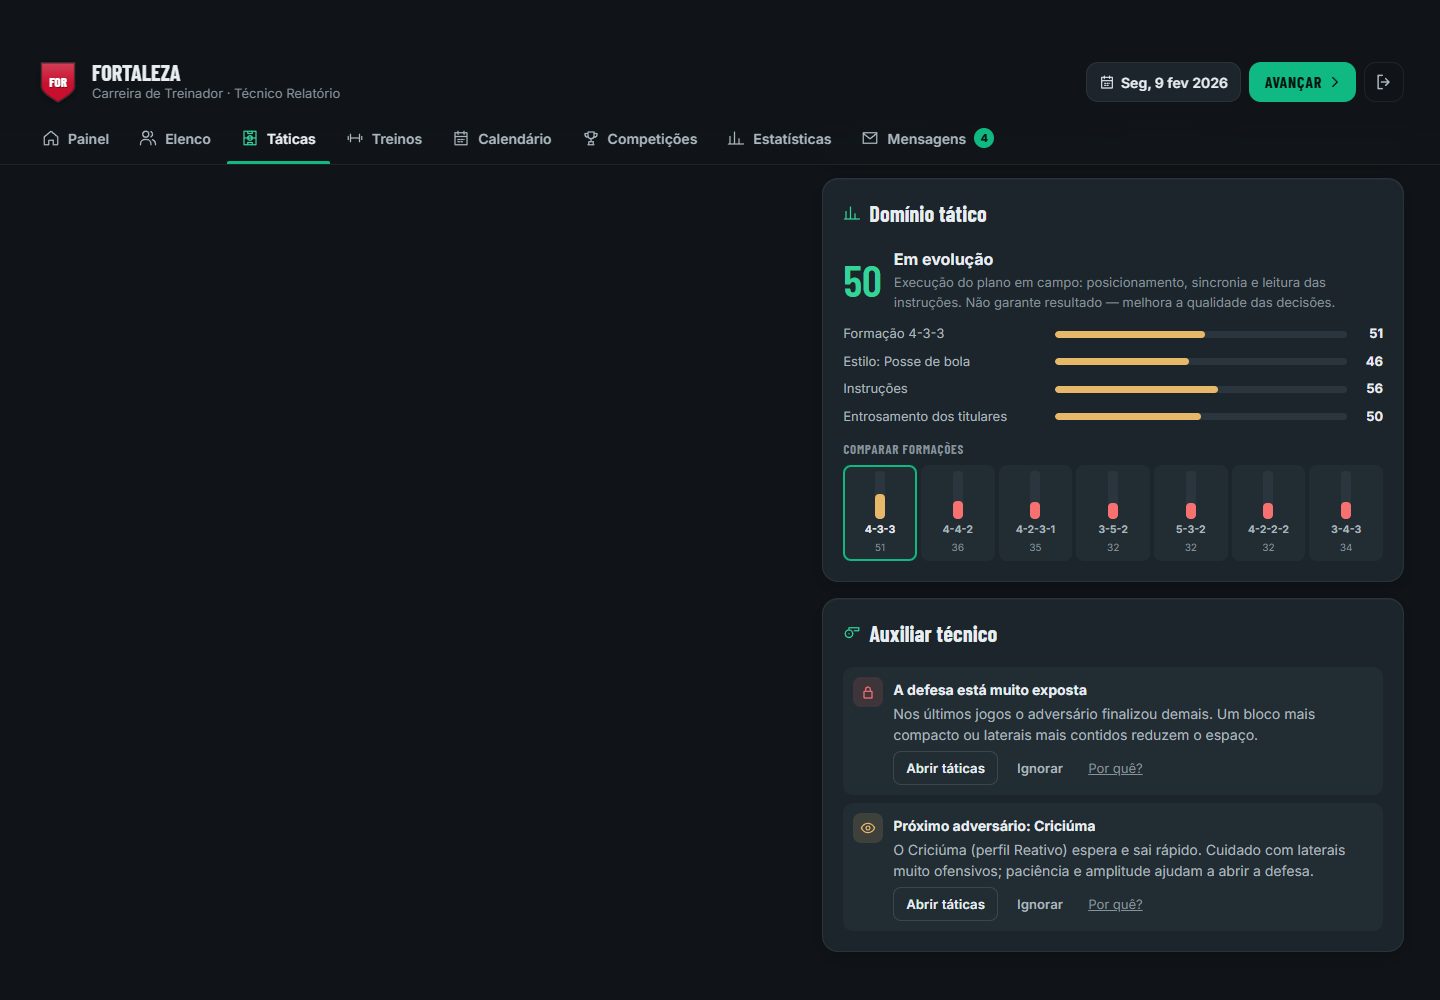 FOR
FORTALEZA
Carreira de Treinador · Técnico Relatório
Seg, 9 fev 2026
AVANÇAR
Painel
Elenco
Táticas
Treinos
Calendário
Competições
Estatísticas
Mensagens
4
Domínio tático
50
Em evolução
Execução do plano em campo: posicionamento, sincronia e leitura das
instruções. Não garante resultado — melhora a qualidade das decisões.
Formação 4-3-3
51
Estilo: Posse de bola
46
Instruções
56
Entrosamento dos titulares
50
COMPARAR FORMAÇÕES
4-3-3
51
4-4-2
36
4-2-3-1
35
3-5-2
32
5-3-2
32
4-2-2-2
32
3-4-3
34
Auxiliar técnico
A defesa está muito exposta
Nos últimos jogos o adversário finalizou demais. Um bloco mais
compacto ou laterais mais contidos reduzem o espaço.
Abrir táticas
Ignorar
Por quê?
Próximo adversário: Criciúma
O Criciúma (perfil Reativo) espera e sai rápido. Cuidado com laterais
muito ofensivos; paciência e amplitude ajudam a abrir a defesa.
Abrir táticas
Ignorar
Por quê?